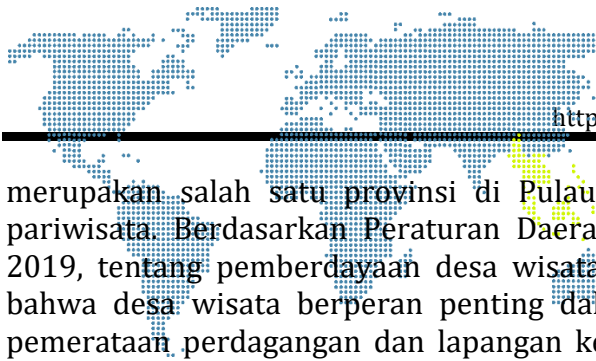 http
merupakan salah satu provinsi di Pulau
pariwisata. Berdasarkan Peraturan Daera
2019, tentang pemberdayaan desa wisata
bahwa desa wisata berperan penting dal
pemerataan perdagangan dan lapangan ke